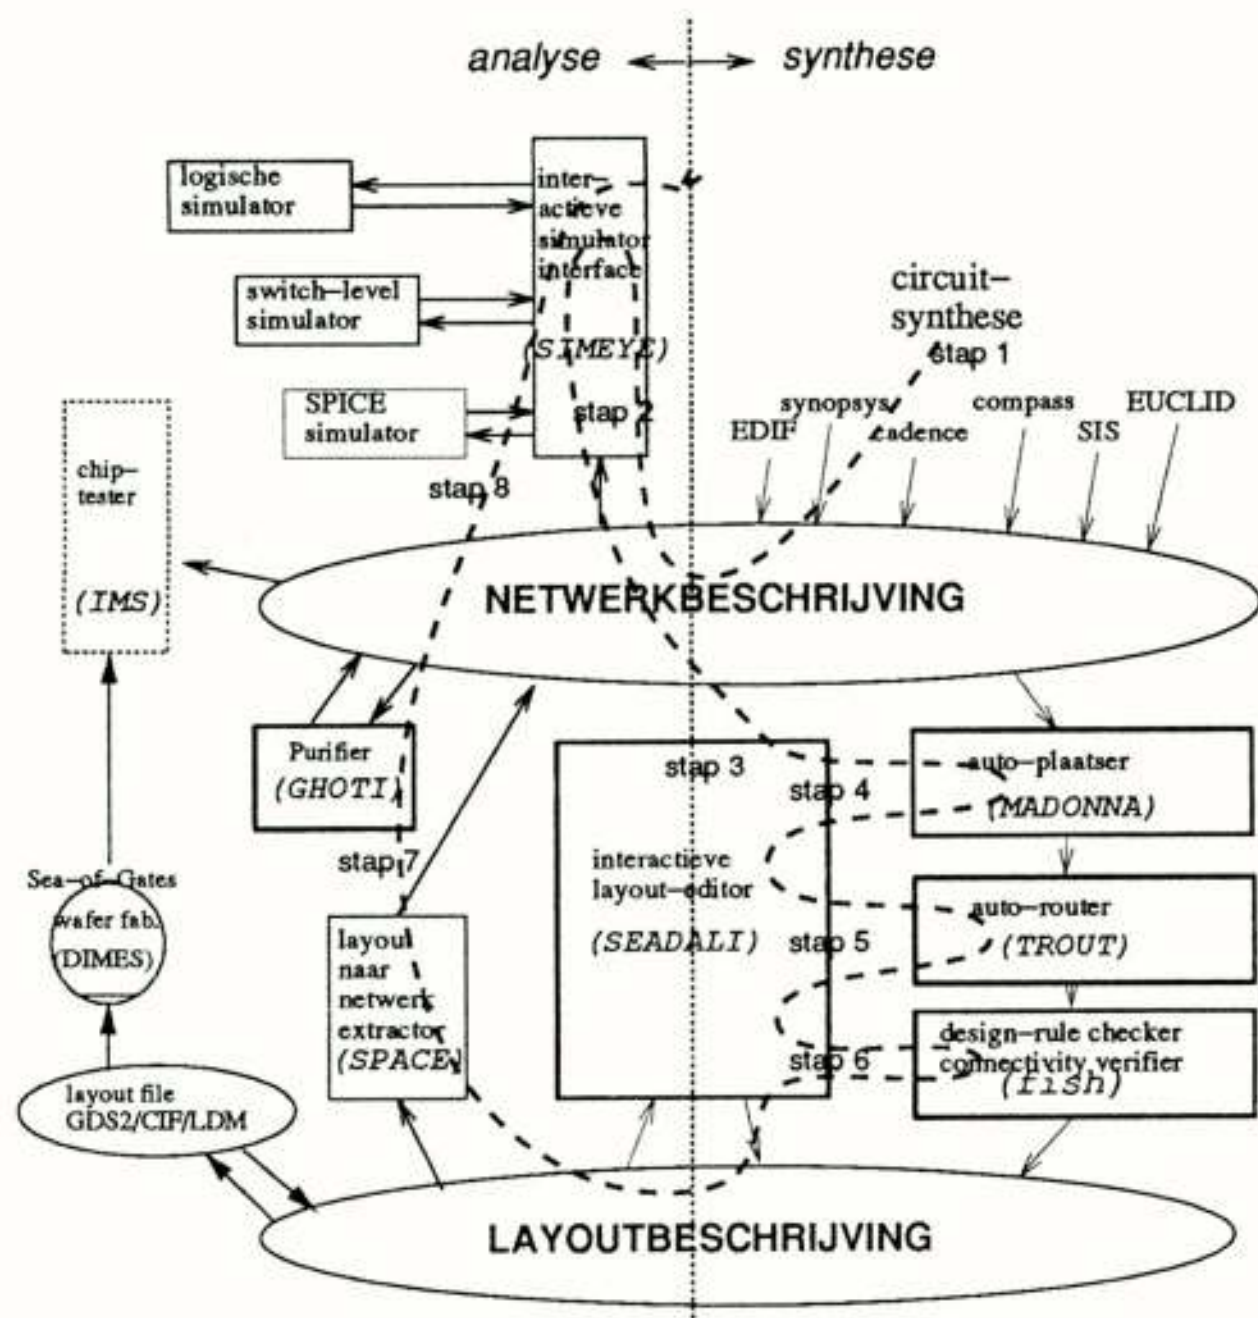 analyse
synthese
logische
simulator
inter-
actieve
simulator
interface
(SIMEYE)
switch-level
simulator
SPICE
simulator
stap 2
stap 8
circuit-
synthese
stap 1
EDIF
synopsys
cadence
compass
SIS
EUCLID
chip-
tester
(IMS)
NETWERKBESCHRIJVING
Purifier
(GHOTI)
stap 7
stap 3
stap 4
auto-plaatser
(MADONNA)
Sea-of-Gates
wafer fab.
(DIMES)
layout
naar
netwerk
extractor
(SPACE)
interactieve
layout-editor
(SEADALI)
stap 5
auto-router
(TROUT)
stap 6
design-rule checker
connectivity verifier
(fish)
layout file
GDS2/CIF/LDM
LAYOUTBESCHRIJVING